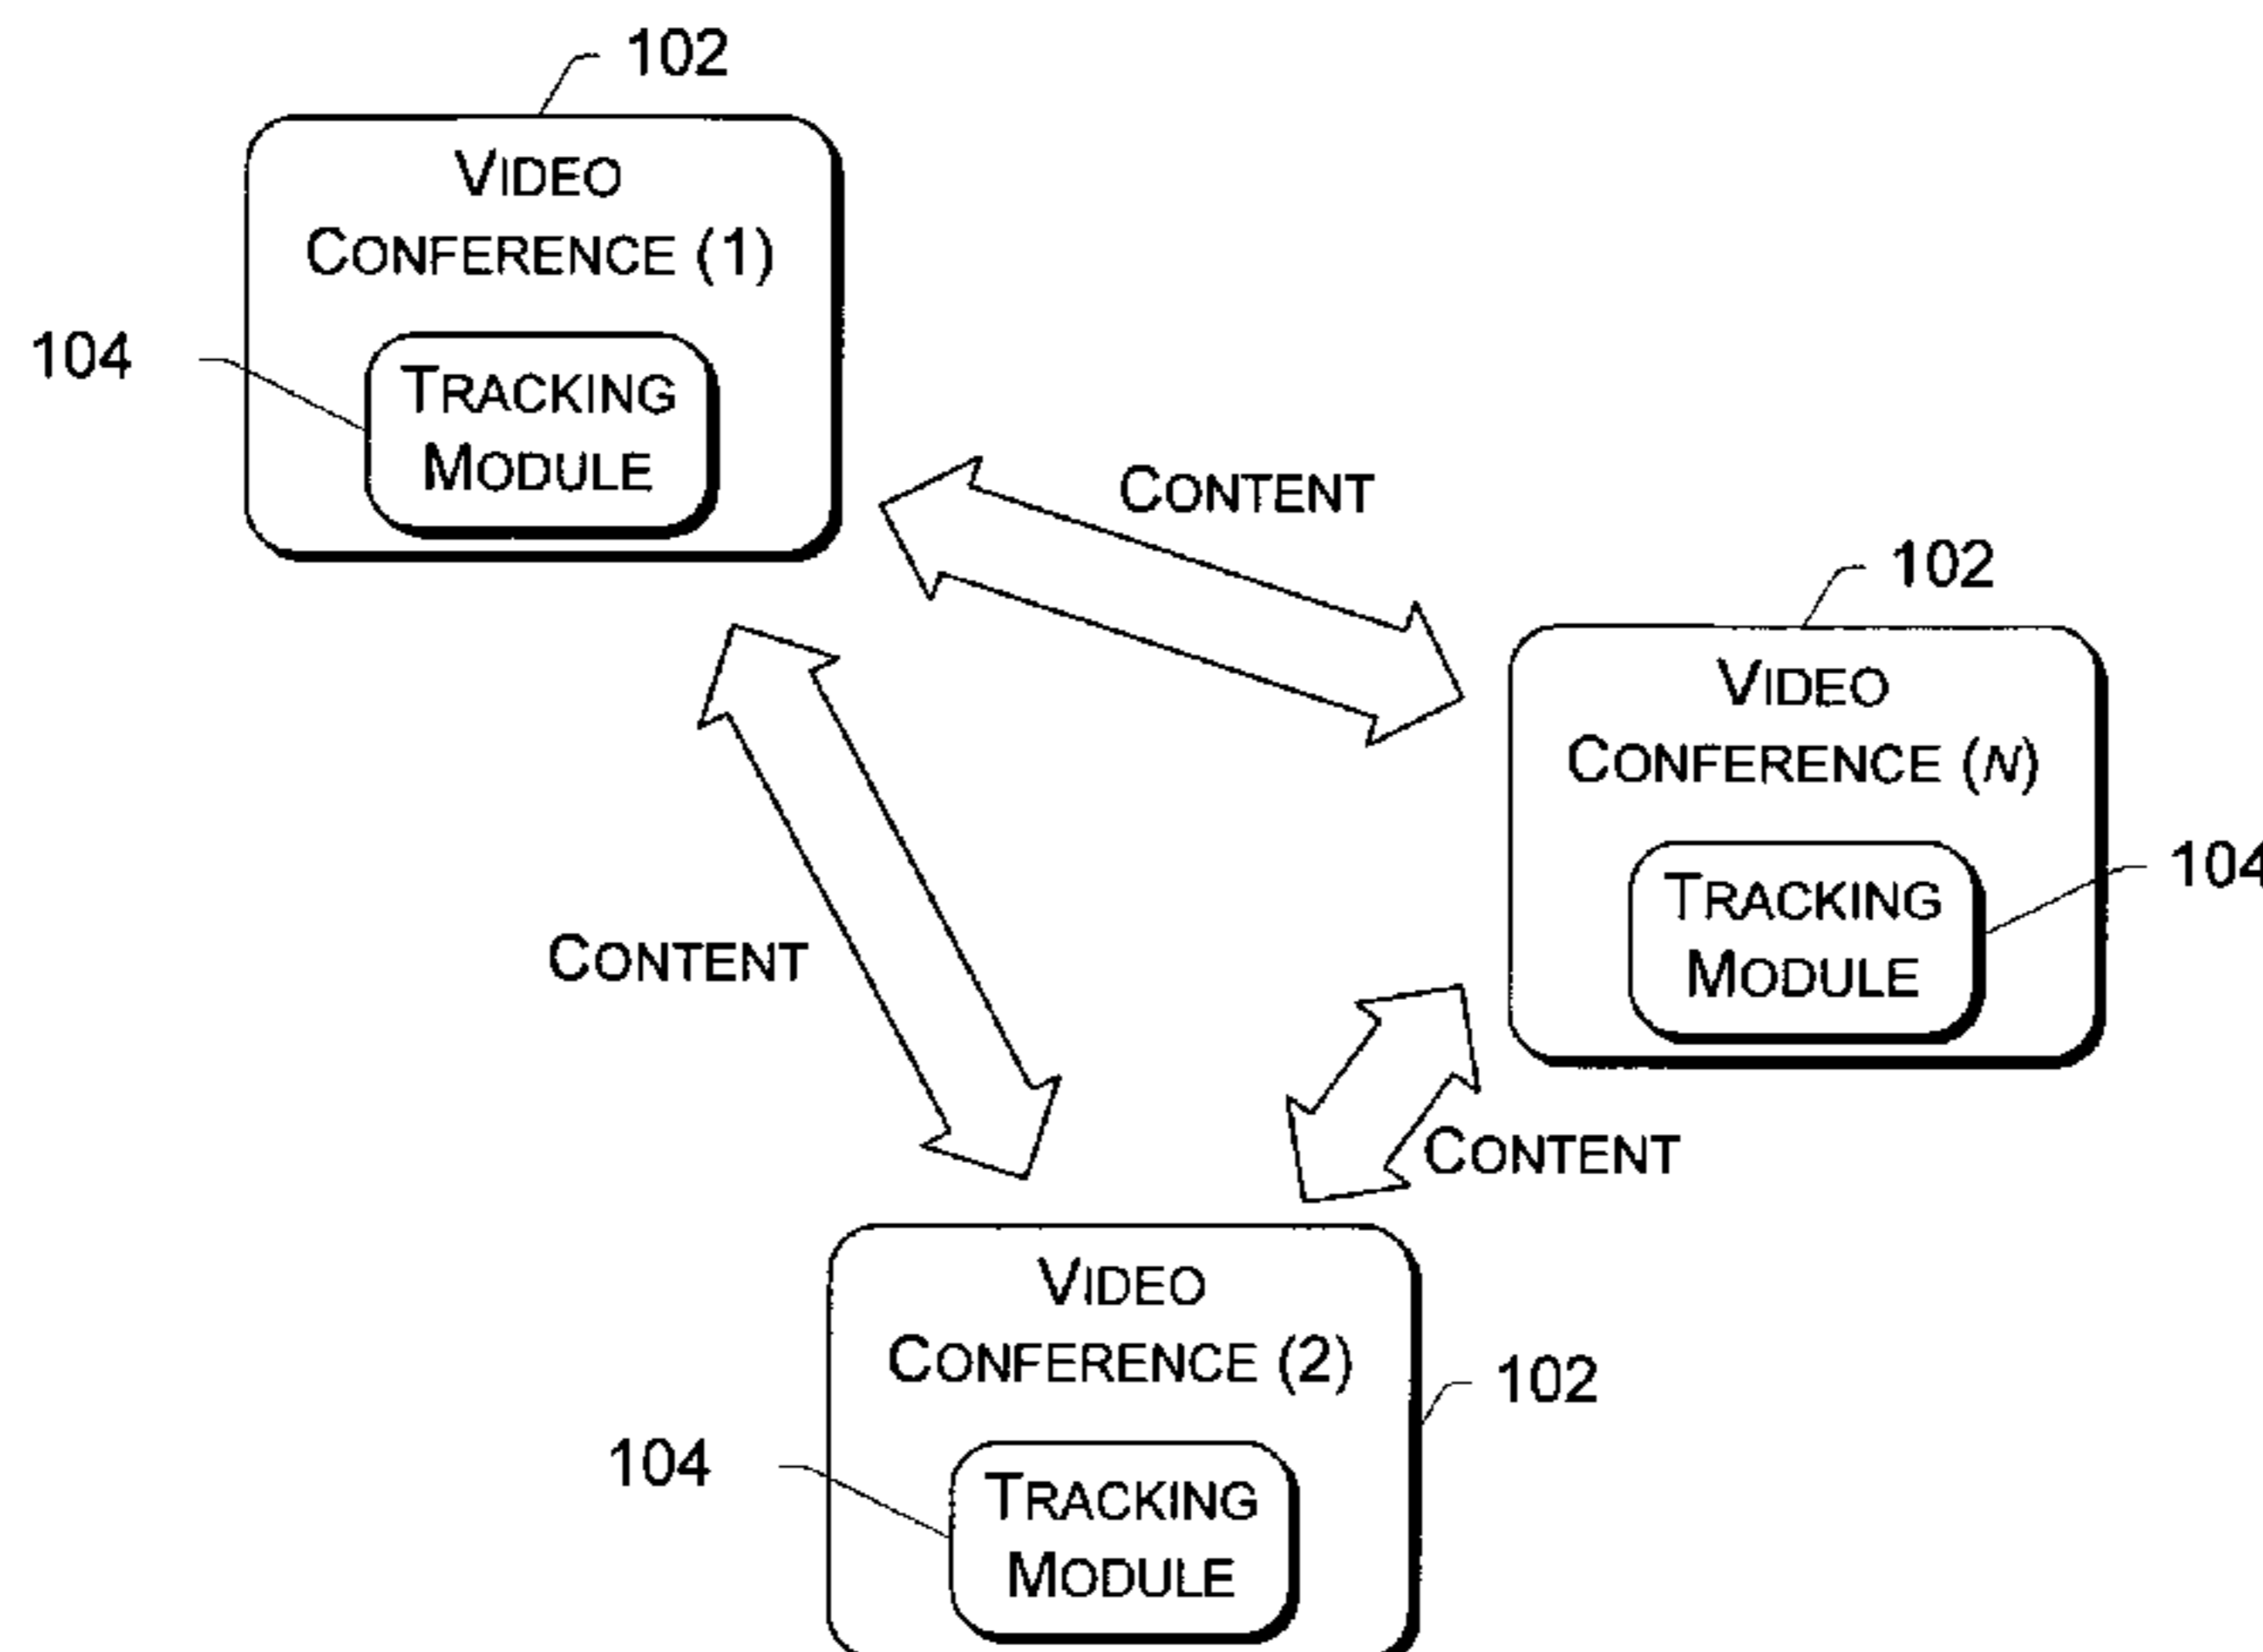 102
VIDEO
CONFERENCE (1)
104
TRACKING
MODULE
CONTENT
102
VIDEO
CONFERENCE (N)
TRACKING
MODULE
104
CONTENT
CONTENT
VIDEO
CONFERENCE (2)
102
104
TRACKING
MODULE